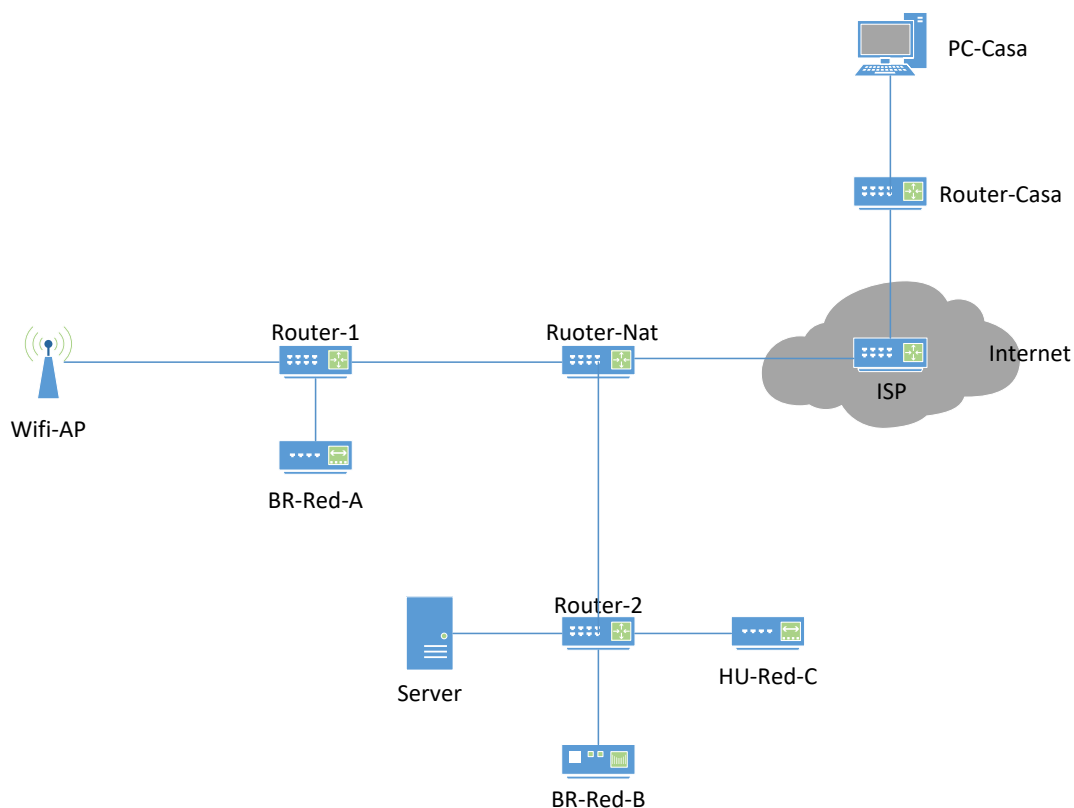 PC-Casa
Router-Casa
Router-1
Ruoter-Nat
Internet
ISP
Wifi-AP
BR-Red-A
Router-2
Server
HU-Red-C
BR-Red-B